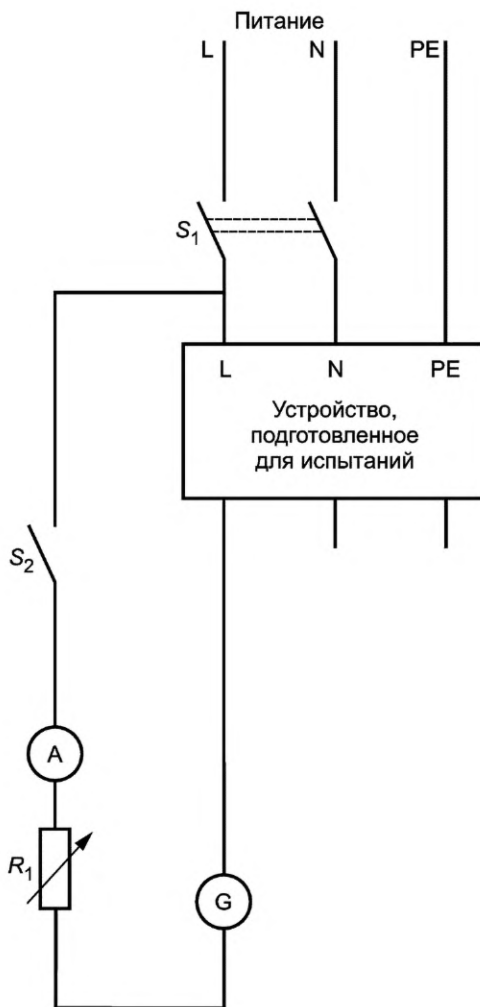 Питание
L N PE
S1
L N PE
Устройство,
подготовленное
для испытаний
S2
A
R1
G